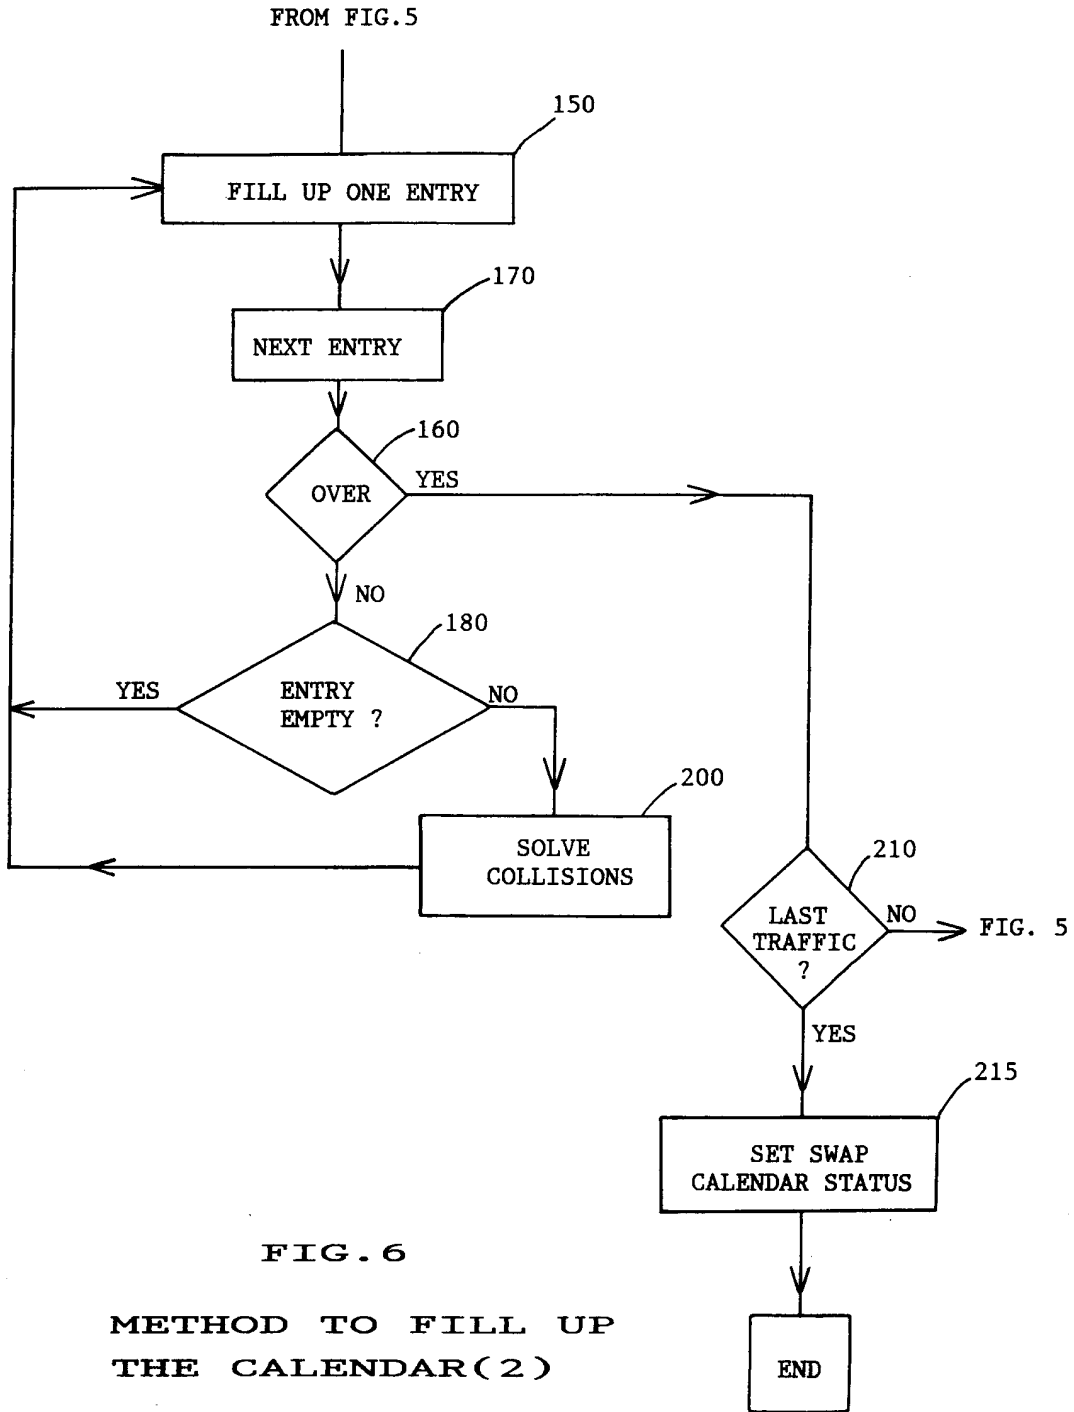 FROM FIG.5
150
FILL UP ONE ENTRY
170
NEXT ENTRY
160
OVER
YES
NO
180
YES
ENTRY
EMPTY ?
NO
200
SOLVE
COLLISIONS
210
LAST
TRAFFIC
?
NO
FIG. 5
YES
215
SET SWAP
CALENDAR STATUS
END
FIG.6
METHOD TO FILL UP
THE CALENDAR(2)